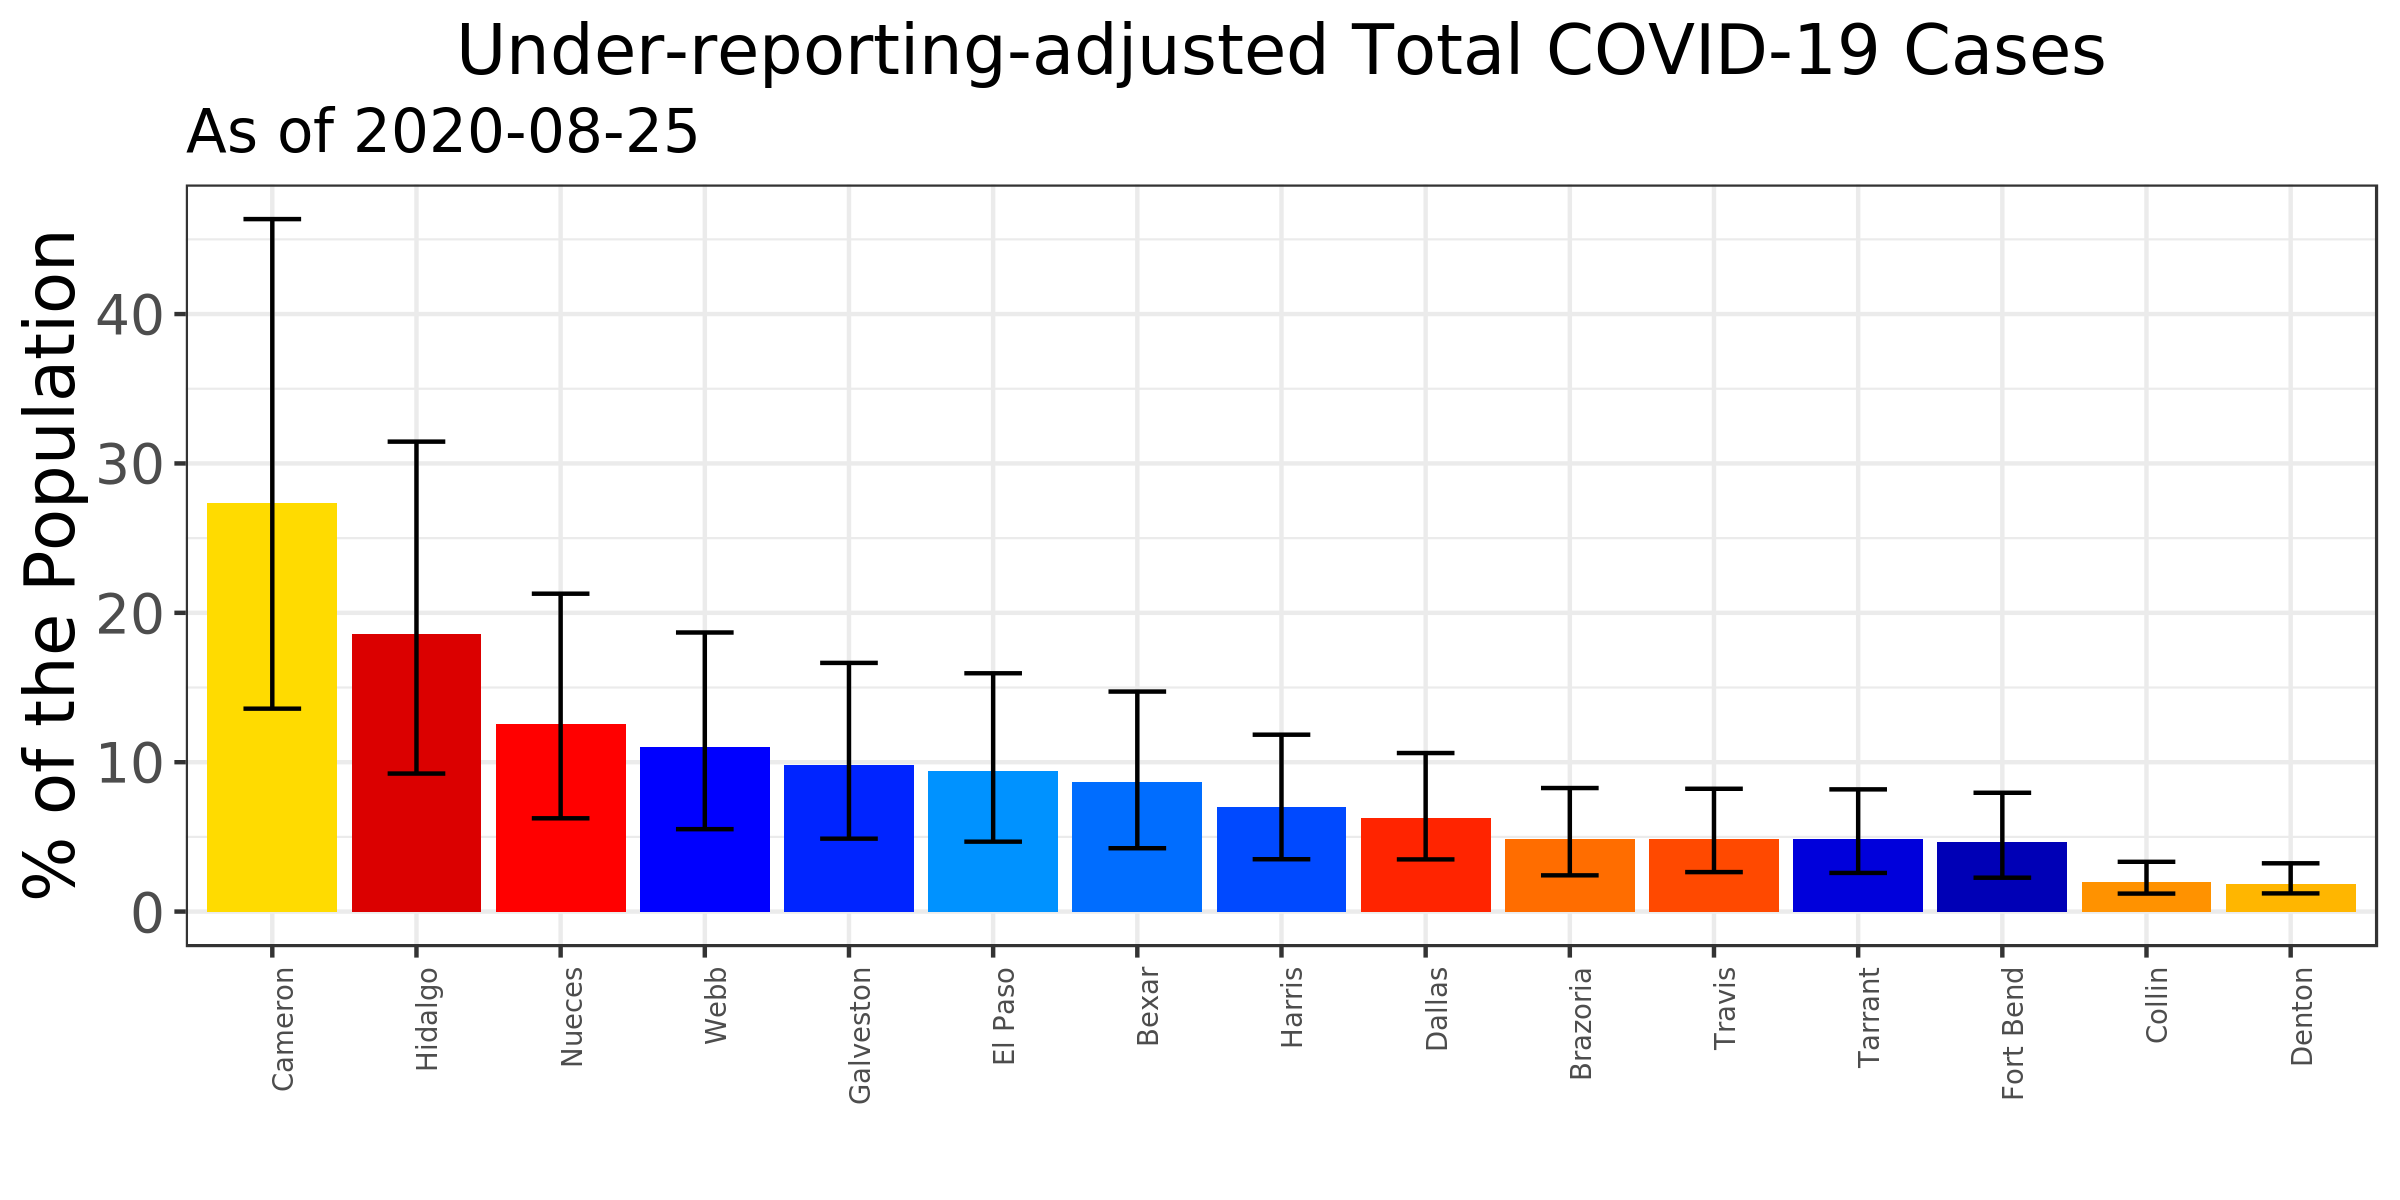 Under-reporting-adjusted Total COVID-19 Cases
As of 2020-08-25
% of the Population
40
30
20
10
0
Cameron
Hidalgo
Nueces
Webb
Galveston
El Paso
Bexar
Harris
Dallas
Brazoria
Travis
Tarrant
Fort Bend
Collin
Denton